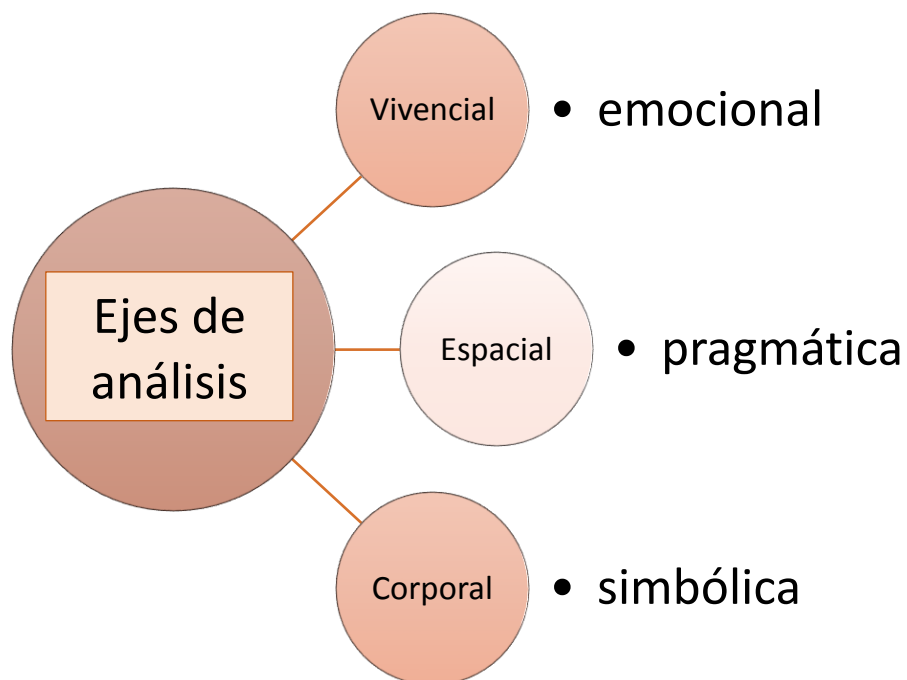 Vivencial
• emocional
Ejes de
análisis
Espacial
• pragmática
Corporal
• simbólica